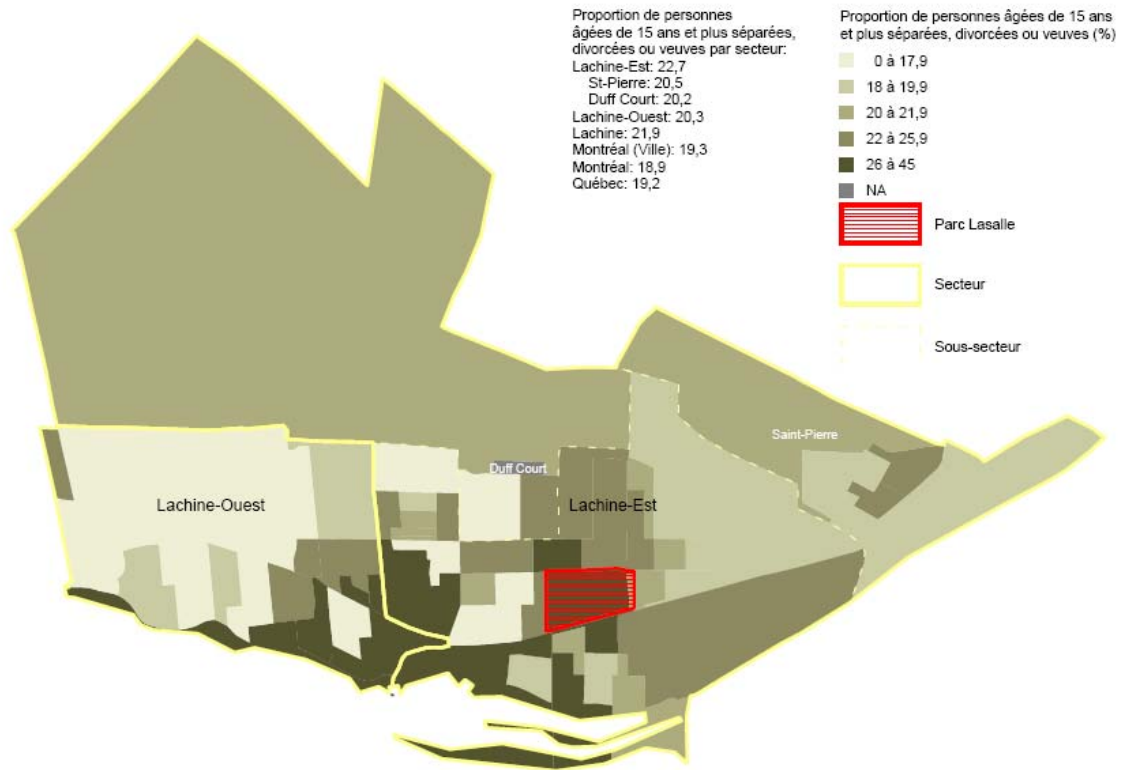 Proportion de personnes
âgées de 15 ans et plus séparées,
divorcées ou veuves par secteur:
Lachine-Est: 22,7
St-Pierre: 20,5
Duff Court: 20,2
Lachine-Ouest: 20,3
Lachine: 21,9
Montréal (Ville): 19,3
Montréal: 18,9
Québec: 19,2
Proportion de personnes âgées de 15 ans
et plus séparées, divorcées ou veuves (%)
0 à 17,9
18 à 19,9
20 à 21,9
22 à 25,9
26 à 45
NA
Parc Lasalle
Secteur
Sous-secteur
Saint-Pierre
Duff Court
Lachine-Ouest
Lachine-Est